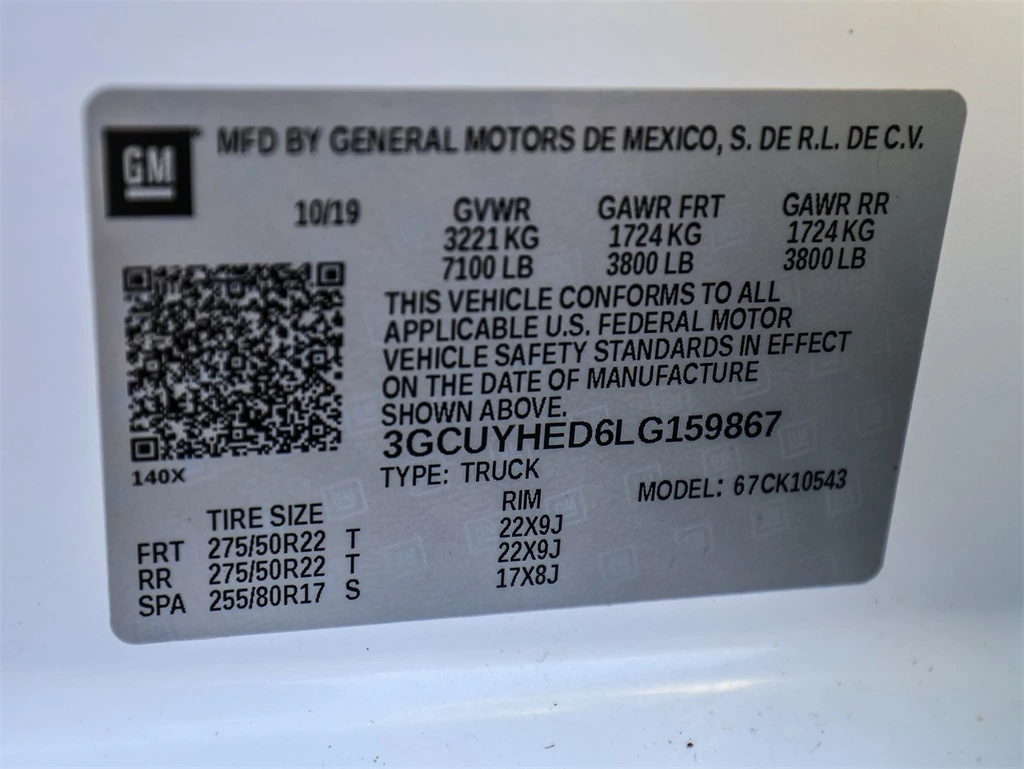 GM
MFD BY GENERAL MOTORS DE MEXICO, S. DE R.L. DE C.V.
10/19 GVWR GAWR FRT GAWR RR
3221 KG 1724 KG 1724 KG
7100 LB 3800 LB 3800 LB
THIS VEHICLE CONFORMS TO ALL
APPLICABLE U.S. FEDERAL MOTOR
VEHICLE SAFETY STANDARDS IN EFFECT
ON THE DATE OF MANUFACTURE
SHOWN ABOVE.
3GCUYHED6LG159867
140X
TYPE: TRUCK MODEL: 67CK10543
TIRE SIZE RIM
FRT 275/50R22 T 22X9J
RR 275/50R22 T 22X9J
SPA 255/80R17 S 17X8J